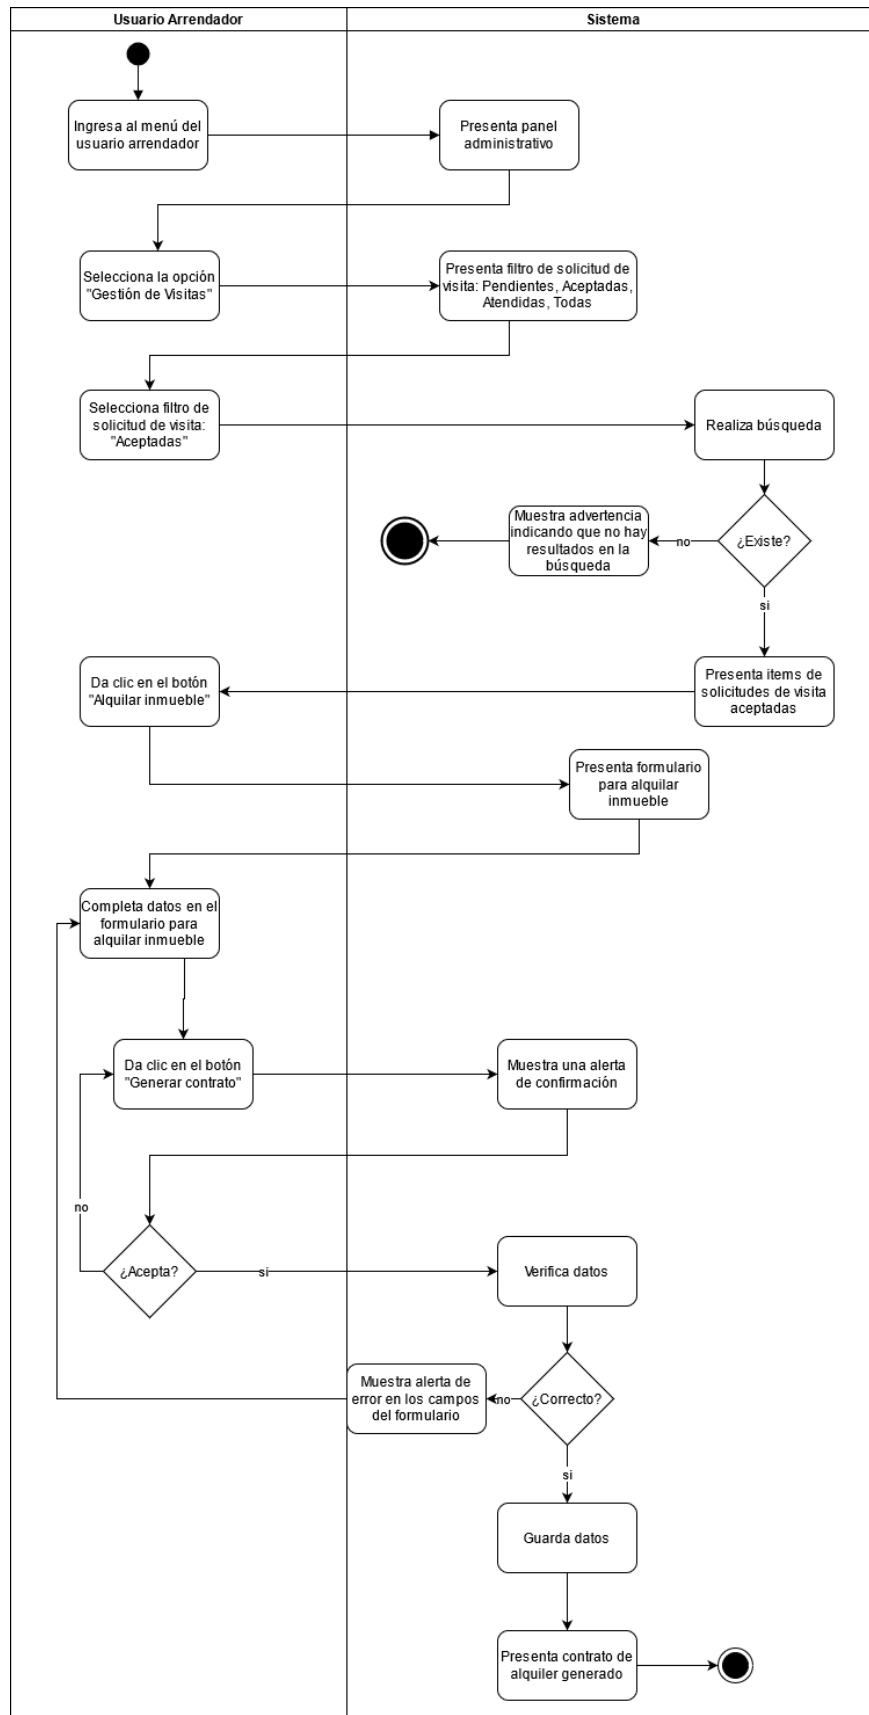 Usuario Arrendador
Sistema
Ingresa al menú del
usuario arrendador
Presenta panel
administrativo
Selecciona la opción
"Gestión de Visitas"
Presenta filtro de solicitud de
visita: Pendientes, Aceptadas,
Atendidas, Todas
Selecciona filtro de
solicitud de visita:
"Aceptadas"
Realiza búsqueda
¿Existe?
no
Muestra advertencia
indicando que no hay
resultados en la
búsqueda
si
Presenta items de
solicitudes de visita
aceptadas
Da clic en el botón
"Alquilar inmueble"
Presenta formulario
para alquilar
inmueble
Completa datos en el
formulario para
alquilar inmueble
Da clic en el botón
"Generar contrato"
Muestra una alerta
de confirmación
no
¿Acepta?
si
Verifica datos
¿Correcto?
no
Muestra alerta de
error en los campos
del formulario
si
Guarda datos
Presenta contrato de
alquiler generado